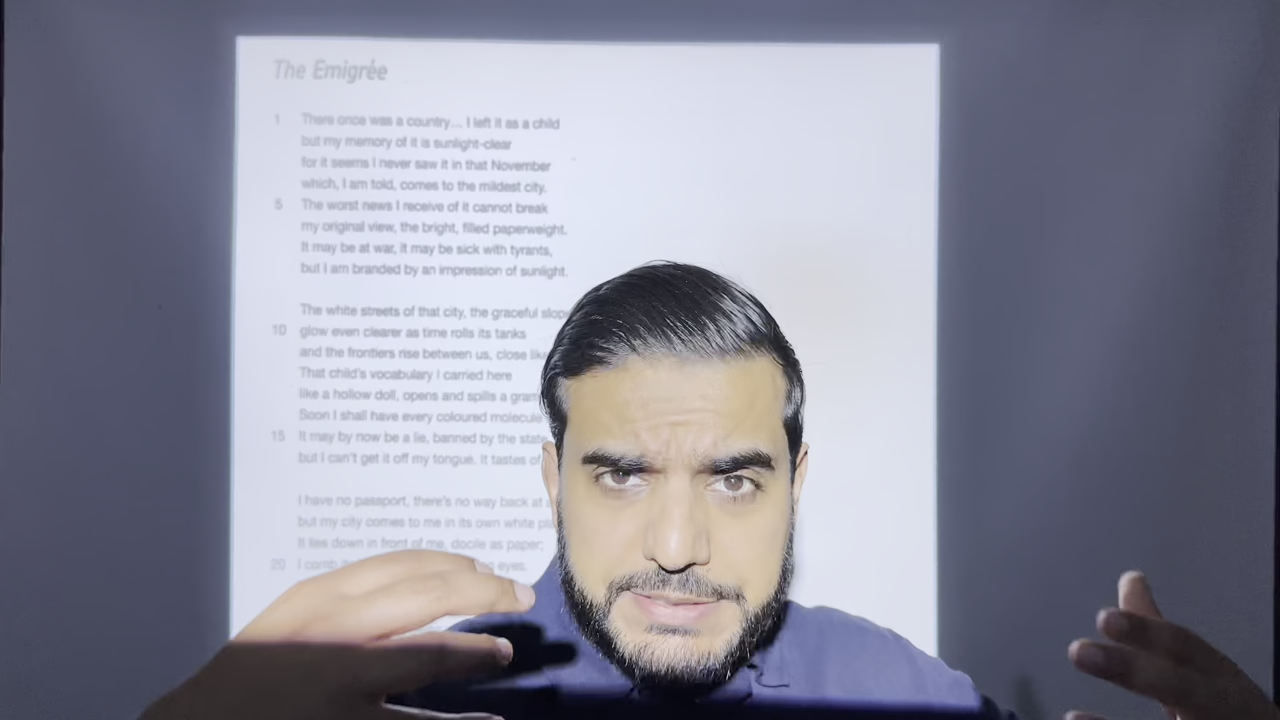 The Emigrée
1 There once was a country... I left it as a child
but my memory of it is sunlight-clear
for it seems I never saw it in that November
which, I am told, comes to the mildest city.
5 The worst news I receive of it cannot break
my original view, the bright, filled paperweight.
It may be at war, it may be sick with tyrants,
but I am branded by an impression of sunlight.
The white streets of that city, the graceful slop
10 glow even clearer as time rolls its tanks
and the frontiers rise between us, close lik
That child's vocabulary I carried here
like a hollow doll, opens and spills a gram
Soon I shall have every coloured molecule
15 It may by now be a lie, banned by the state
but I can't get it off my tongue. It tastes of
I have no passport, there's no way back at
but my city comes to me in its own white pl
It lies down in front of me, docile as paper;
20 I comb eyes.